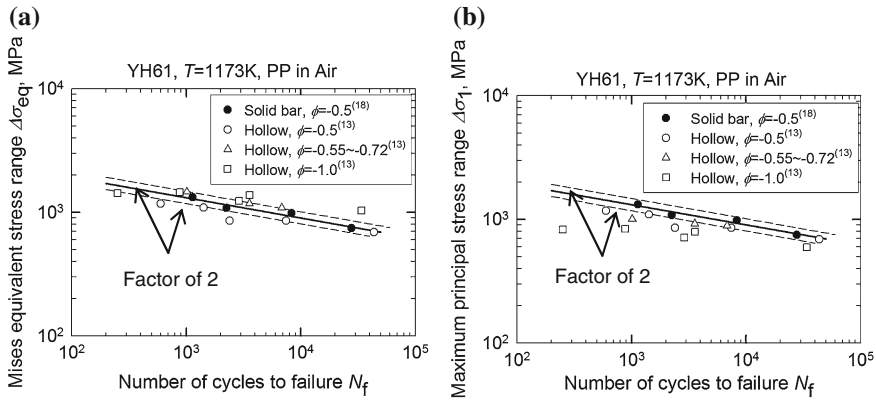 (a)
YH61, T=1173K, PP in Air
Mises equivalent stress range Δσeq, MPa
10⁴
10³
10²
Solid bar, ϕ=-0.5(18)
Hollow, ϕ=-0.5(13)
Hollow, ϕ=-0.55~-0.72(13)
Hollow, ϕ=-1.0(13)
Factor of 2
10² 10³ 10⁴ 10⁵
Number of cycles to failure Nf
(b)
YH61, T=1173K, PP in Air
Maximum principal stress range Δσ1, MPa
10⁴
10³
10²
Solid bar, ϕ=-0.5(18)
Hollow, ϕ=-0.5(13)
Hollow, ϕ=-0.55~-0.72(13)
Hollow, ϕ=-1.0(13)
Factor of 2
10² 10³ 10⁴ 10⁵
Number of cycles to failure Nf